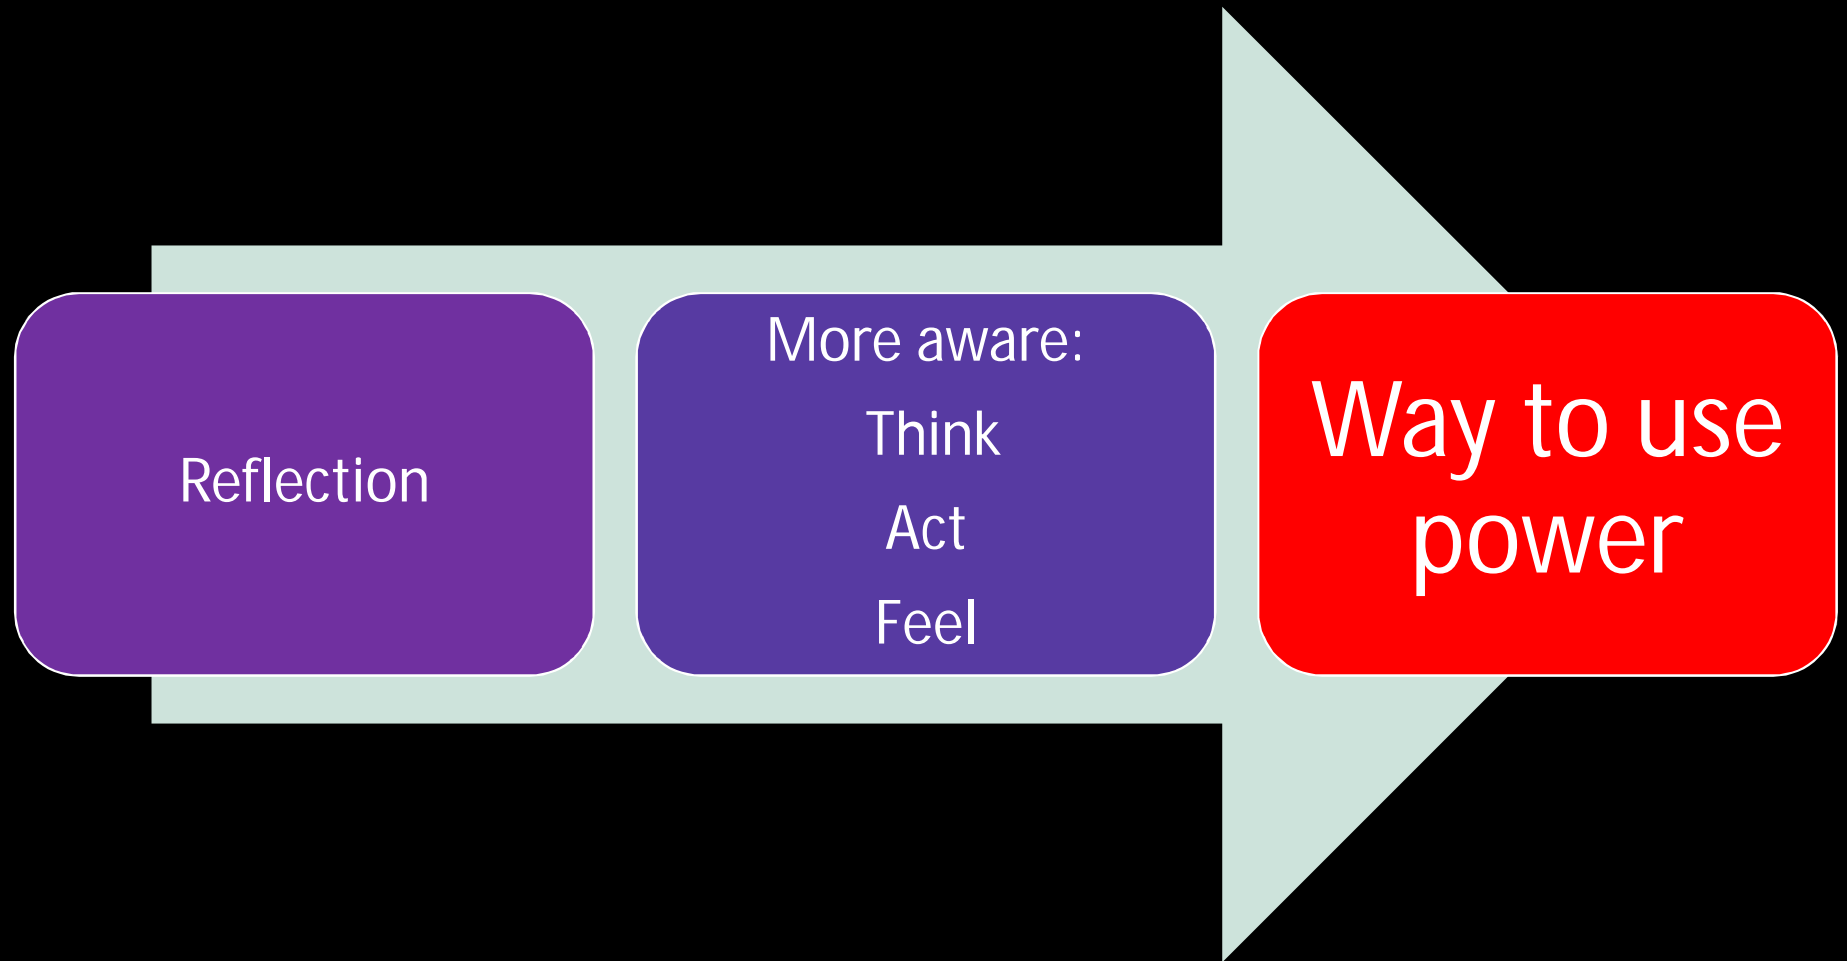 Reflection
More aware:
Think
Act
Feel
Way to use
power